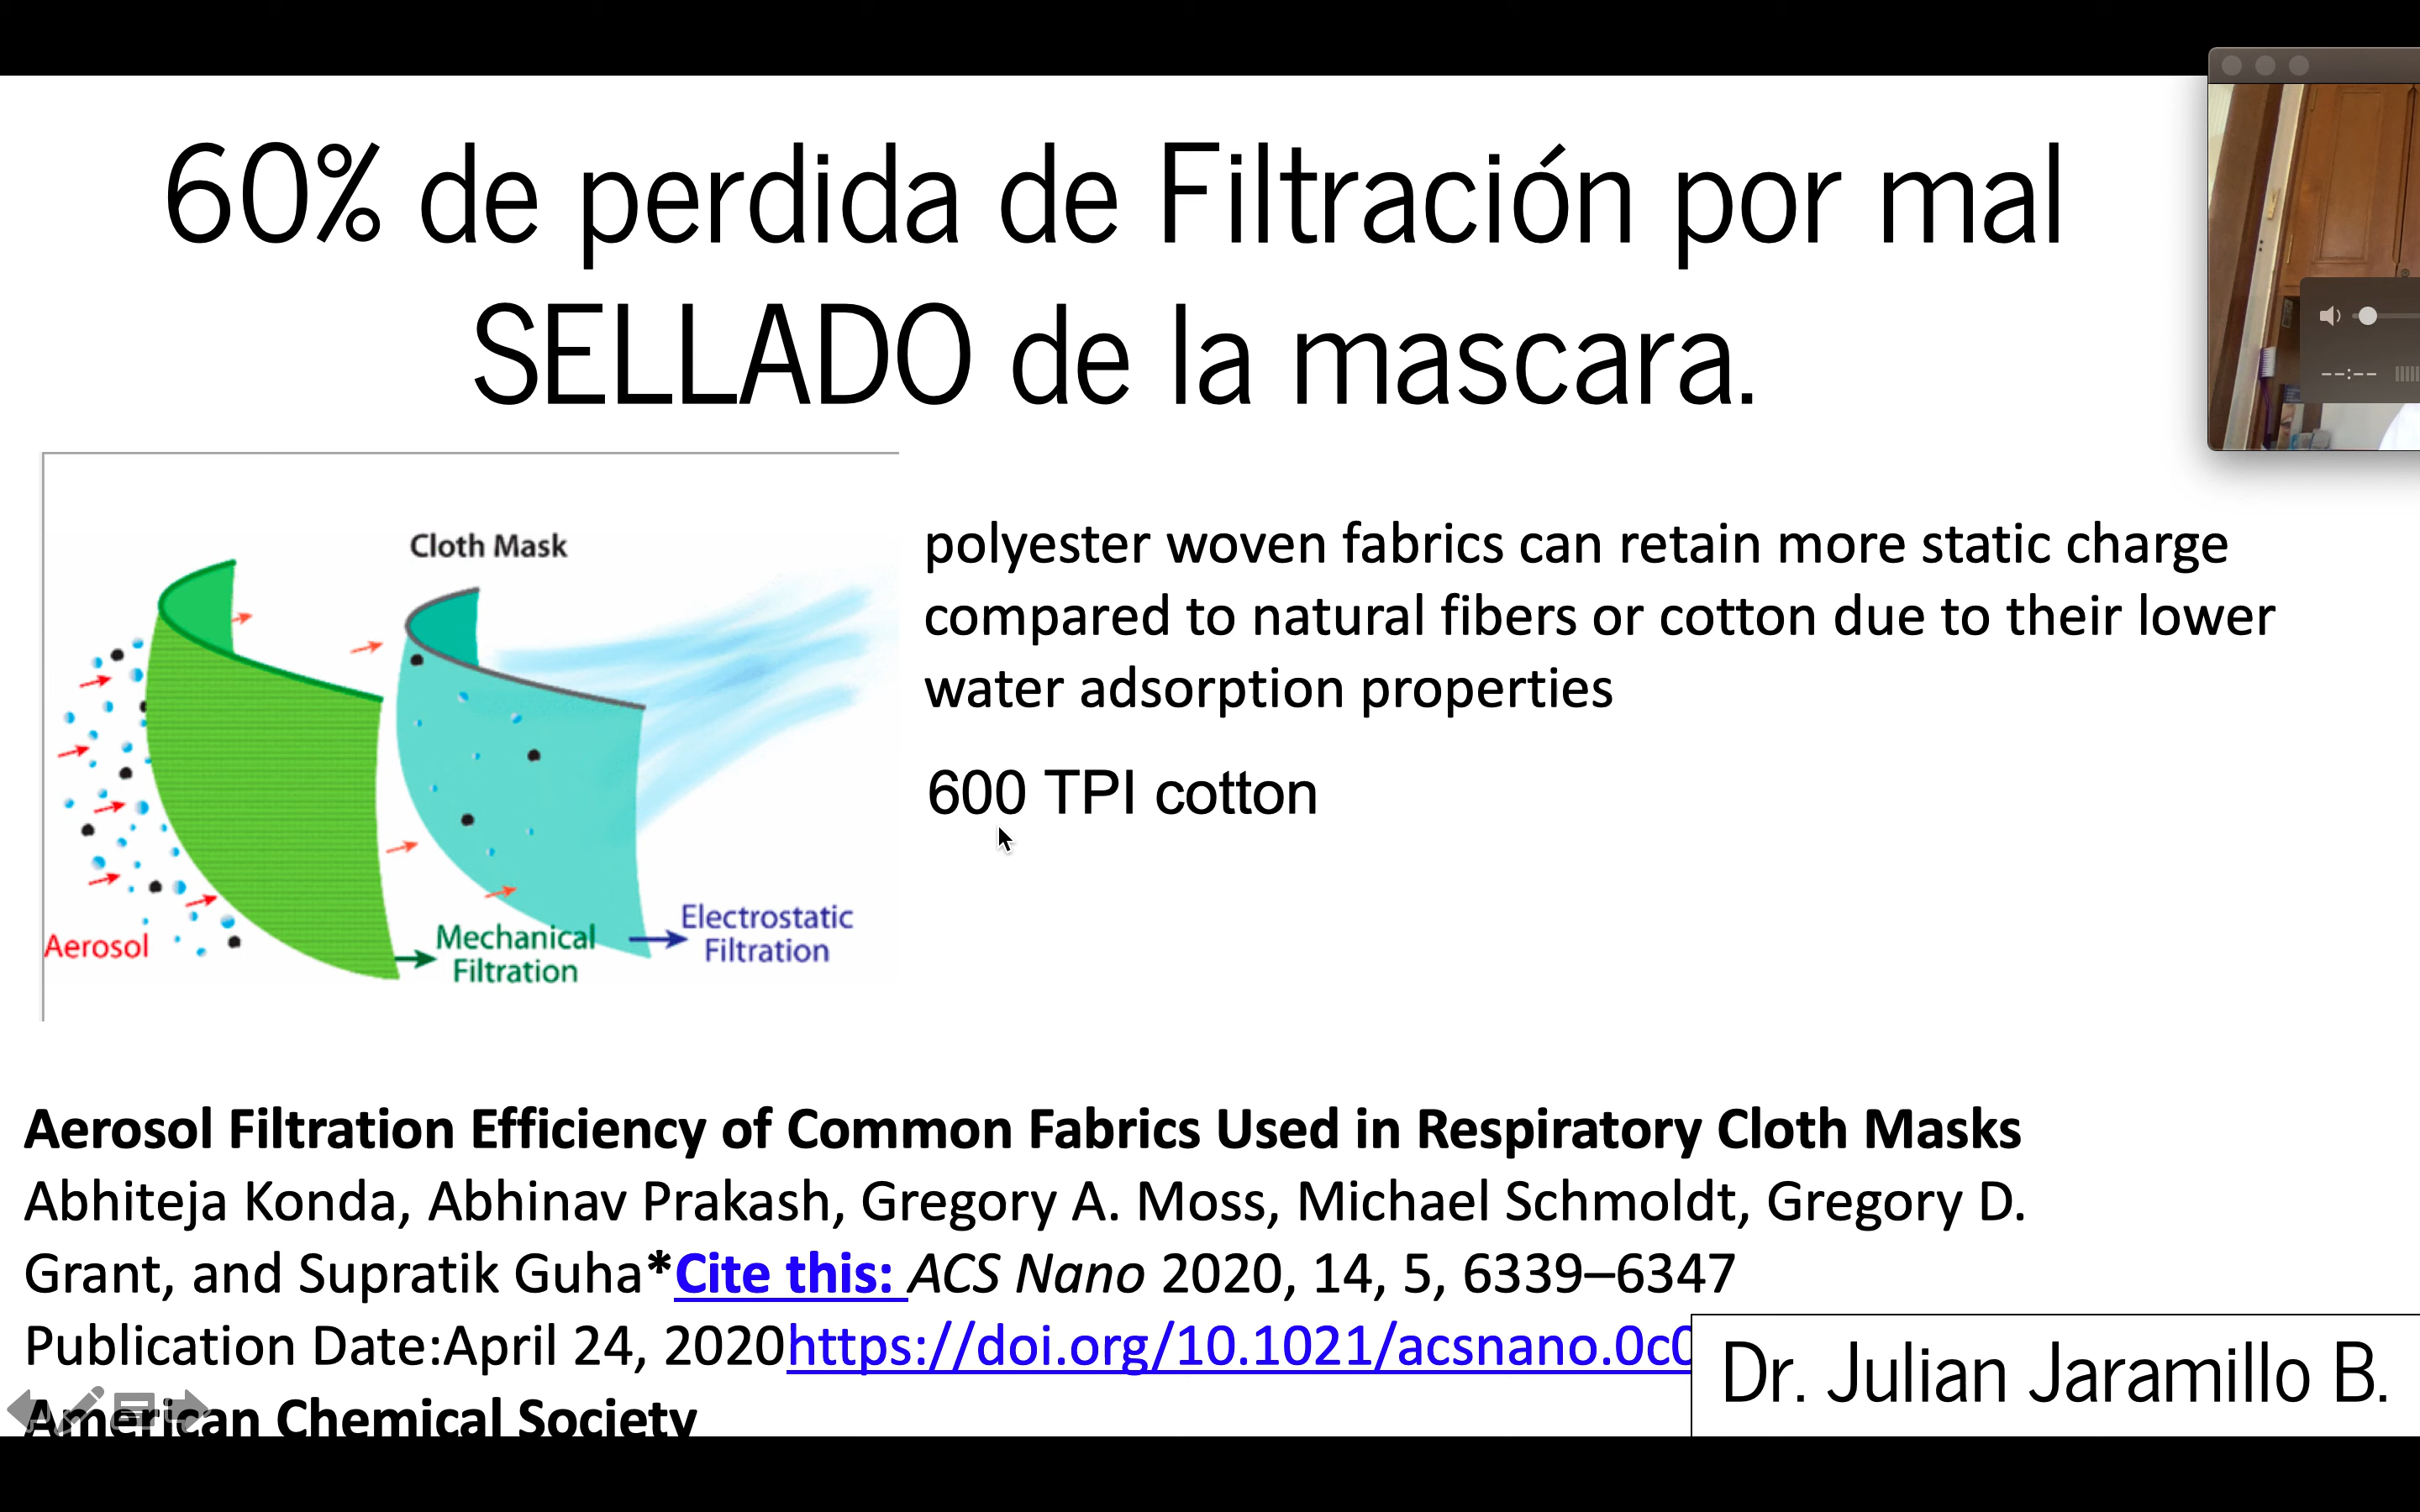 60% de perdida de Filtración por mal
SELLADO de la mascara.
Cloth Mask
Aerosol
Mechanical
Filtration
Electrostatic
Filtration
polyester woven fabrics can retain more static charge
compared to natural fibers or cotton due to their lower
water adsorption properties
600 TPI cotton
Aerosol Filtration Efficiency of Common Fabrics Used in Respiratory Cloth Masks
Abhiteja Konda, Abhinav Prakash, Gregory A. Moss, Michael Schmoldt, Gregory D.
Grant, and Supratik Guha*Cite this: ACS Nano 2020, 14, 5, 6339–6347
Publication Date:April 24, 2020https://doi.org/10.1021/acsnano.0c0
American Chemical Society
Dr. Julian Jaramillo B.
--:--